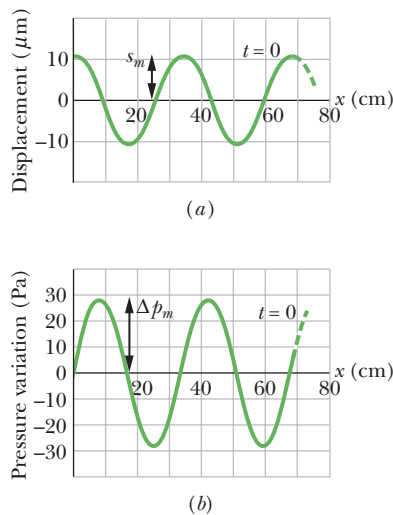 Displacement (μm)
10
0
−10
s_m
t = 0
20
40
60
80
x (cm)
(a)
Pressure variation (Pa)
30
20
10
0
−10
−20
−30
Δp_m
t = 0
20
40
60
80
x (cm)
(b)